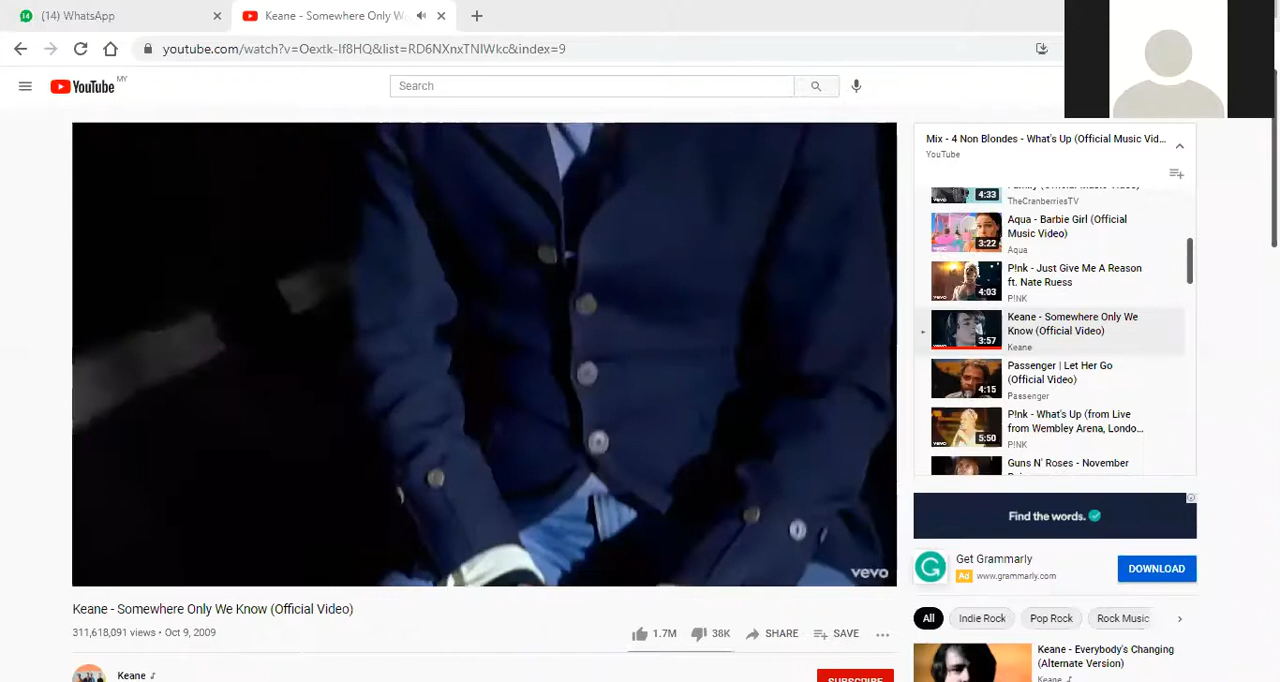 (14) WhatsApp
Keane - Somewhere Only W
youtube.com/watch?v=Oextk-If8HQ&list=RD6NXnxTNIWkc&index=9
YouTube MY
Search
Mix - 4 Non Blondes - What's Up (Official Music Vid...
YouTube
Family (Official Music Video)
4:33
TheCranberriesTV
Aqua - Barbie Girl (Official
Music Video)
3:22
Aqua
P!nk - Just Give Me A Reason
ft. Nate Ruess
4:03
P!NK
Keane - Somewhere Only We
Know (Official Video)
3:57
Keane
Passenger | Let Her Go
(Official Video)
4:15
Passenger
P!nk - What's Up (from Live
from Wembley Arena, Londo...
5:50
P!NK
Guns N' Roses - November
vevo
Find the words.
Get Grammarly
Ad www.grammarly.com
DOWNLOAD
Keane - Somewhere Only We Know (Official Video)
311,618,091 views • Oct 9, 2009
1.7M 38K SHARE SAVE
All Indie Rock Pop Rock Rock Music
Keane - Everybody's Changing
(Alternate Version)
Keane
Keane
SUBSCRIBE